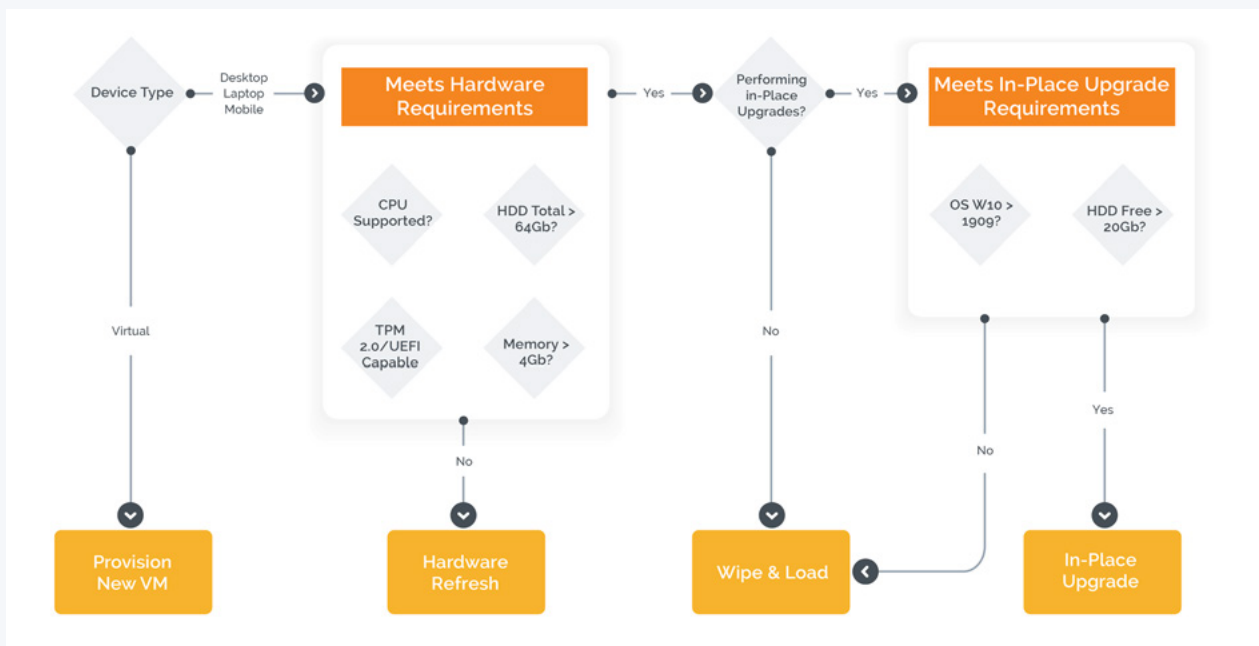 Device Type
Desktop
Laptop
Mobile
Meets Hardware
Requirements
Yes
Performing
in-Place
Upgrades?
Yes
Meets In-Place Upgrade
Requirements
CPU
Supported?
HDD Total >
64Gb?
OS W10 >
1909?
HDD Free >
20Gb?
TPM
2.0/UEFI
Capable
Memory >
4Gb?
Virtual
No
Yes
No
No
Provision
New VM
Hardware
Refresh
Wipe & Load
In-Place
Upgrade